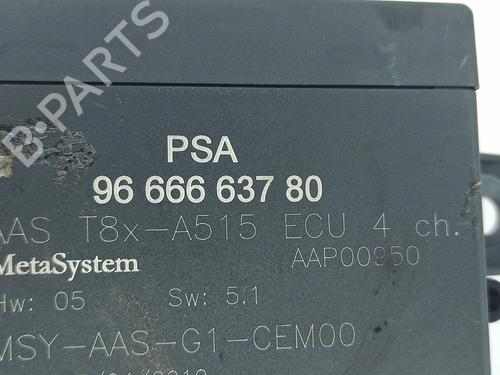 B-PARTS
PSA
96 666 637 80
AAS T8x-A515 ECU 4 ch.
MetaSystem AAP00950
Hw: 05 Sw: 5.1
MSY-AAS-G1-CEM00